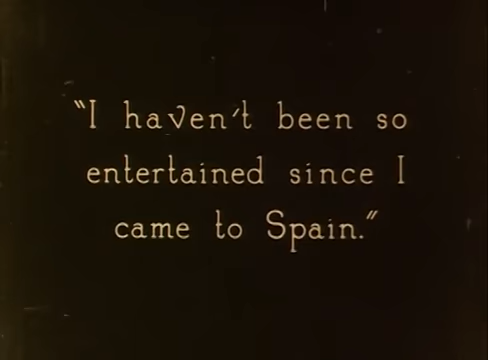 "I haven't been so
entertained since I
came to Spain."